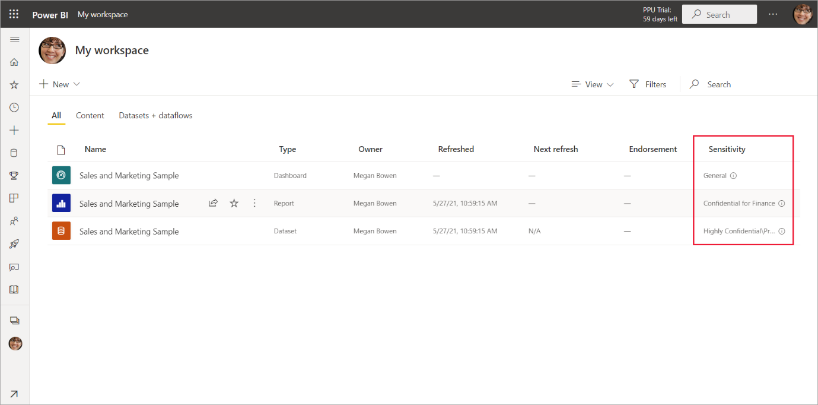 Power BI My workspace PPU Trial: 59 days left Search
My workspace
New View Filters Search
All Content Datasets + dataflows
Name Type Owner Refreshed Next refresh Endorsement Sensitivity
Sales and Marketing Sample Dashboard Megan Bowen — — — General
Sales and Marketing Sample Report Megan Bowen 5/27/21, 10:59:15 AM — — Confidential for Finance
Sales and Marketing Sample Dataset Megan Bowen 5/27/21, 10:59:15 AM N/A — Highly Confidential\Pr...